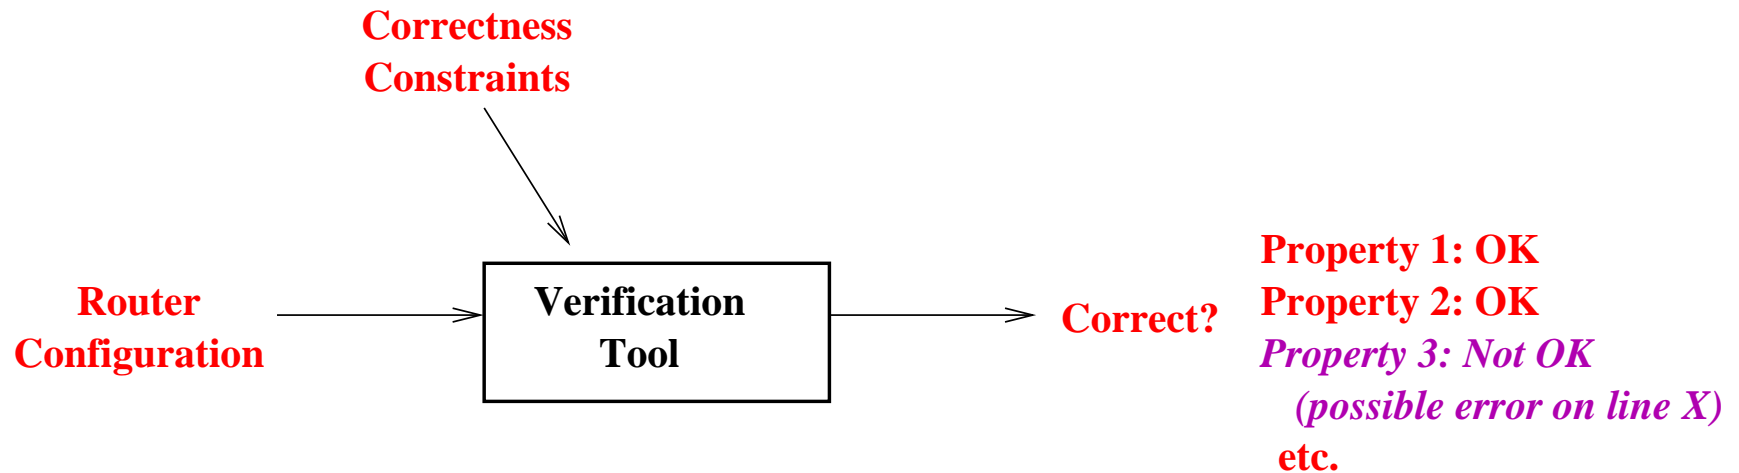 Correctness
Constraints
Router
Configuration
Verification
Tool
Correct?
Property 1: OK
Property 2: OK
Property 3: Not OK
(possible error on line X)
etc.